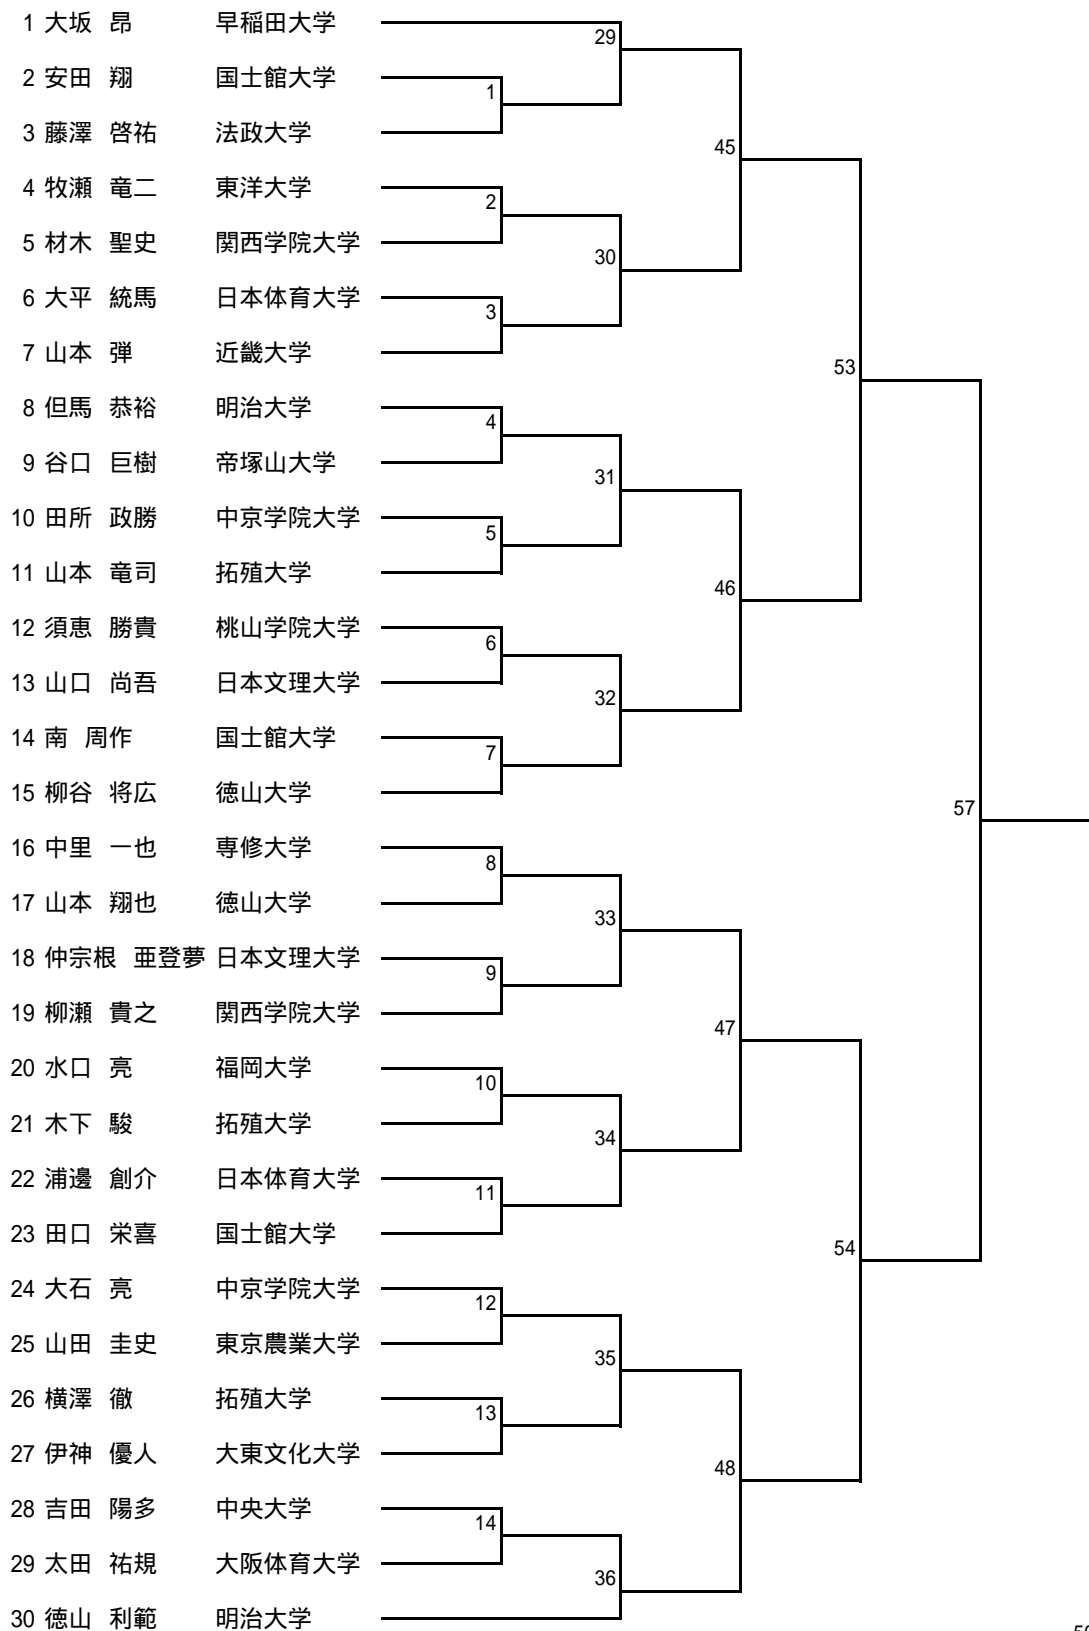 1 大坂 昂 早稲田大学
29
2 安田 翔 国士館大学
1
3 藤澤 啓祐 法政大学
45
4 牧瀬 竜二 東洋大学
2
5 材木 聖史 関西学院大学
30
6 大平 統馬 日本体育大学
3
7 山本 弾 近畿大学
53
8 但馬 恭裕 明治大学
4
9 谷口 巨樹 帝塚山大学
31
10 田所 政勝 中京学院大学
5
11 山本 竜司 拓殖大学
46
12 須恵 勝貴 桃山学院大学
6
13 山口 尚吾 日本文理大学
32
14 南 周作 国士館大学
7
15 柳谷 将広 徳山大学
57
16 中里 一也 専修大学
8
17 山本 翔也 徳山大学
33
18 仲宗根 亜登夢 日本文理大学
9
19 柳瀬 貴之 関西学院大学
47
20 水口 亮 福岡大学
10
21 木下 駿 拓殖大学
34
22 浦邊 創介 日本体育大学
11
23 田口 栄喜 国士館大学
54
24 大石 亮 中京学院大学
12
25 山田 圭史 東京農業大学
35
26 横澤 徹 拓殖大学
13
27 伊神 優人 大東文化大学
48
28 吉田 陽多 中央大学
14
29 太田 祐規 大阪体育大学
36
30 徳山 利範 明治大学